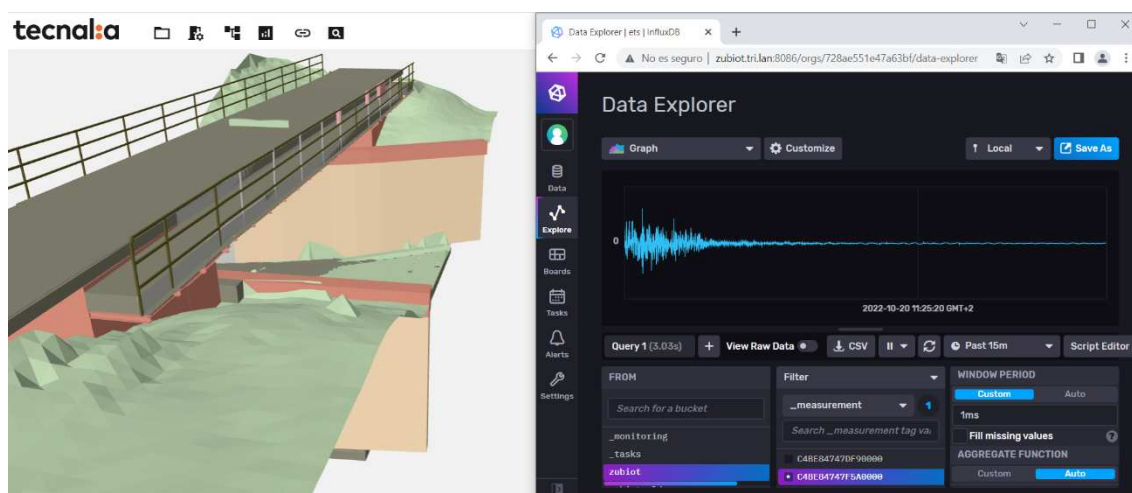 tecnal:a
Data Explorer | ets | InfluxDB
No es seguro | zubiot.tri.lan:8086/orgs/728ae551e47a63bf/data-explorer
Data Explorer
Graph
Customize
Local
Save As
Data
Explore
Boards
Tasks
Alerts
Settings
0
2022-10-20 11:25:20 GMT+2
Query 1 (3.03s)
View Raw Data
CSV
Past 15m
Script Editor
FROM
Search for a bucket
_monitoring
_tasks
zubiot
Filter
_measurement
1
Search _measurement tag va
C4BE84747DF90000
C4BE84747F5A0000
WINDOW PERIOD
Custom
Auto
1ms
Fill missing values
?
AGGREGATE FUNCTION
Custom
Auto